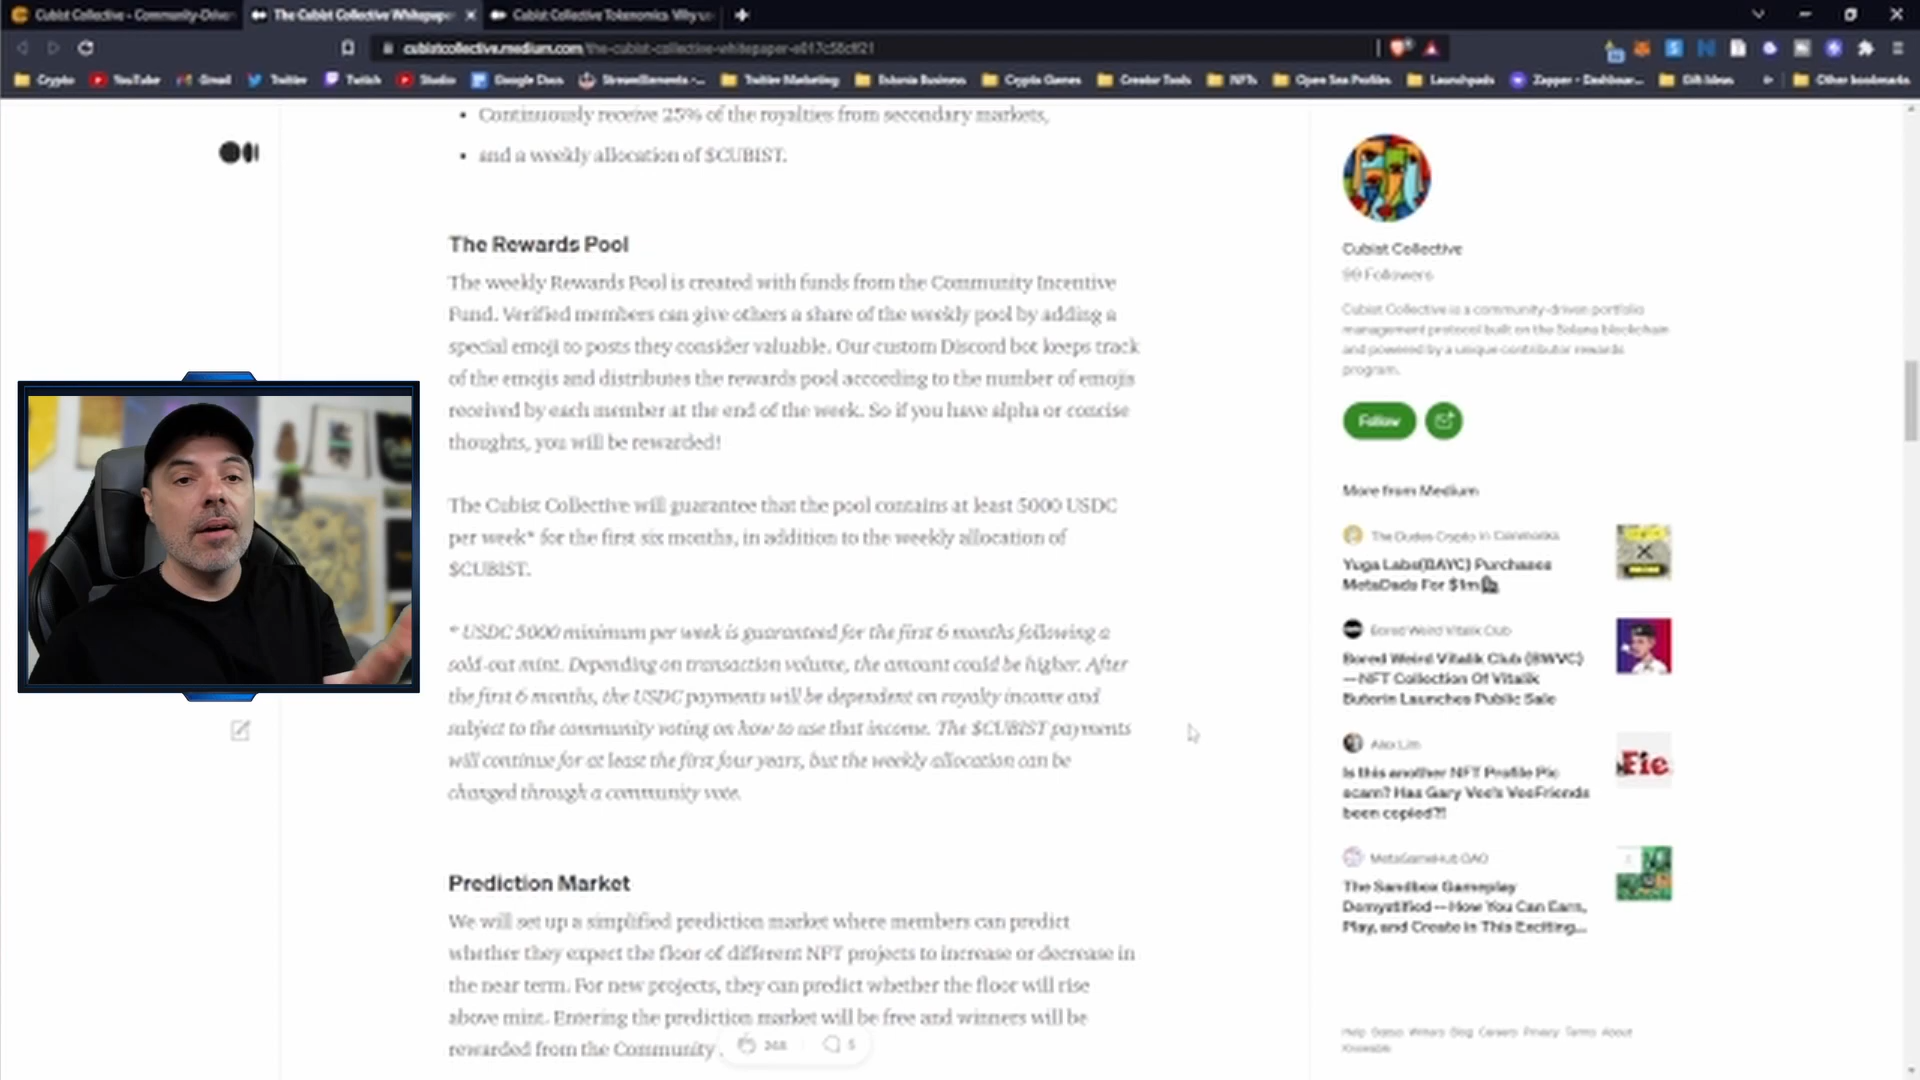 Cubist Collective - Community-Driven
The Cubist Collective Whitepaper
Cubist Collective Tokenomics. Why
cubistcollective.medium.com/the-cubist-collective-whitepaper-
Crypto
YouTube
Gmail
Twitter
Twitch
Studio
Google Docs
StreamElements -...
Twitter Marketing
Estonia Business
Crypto Games
Creator Tools
NFTs
Open Sea Profiles
Launchpads
Zapper - Dashboar...
Gift Ideas
Other bookmarks
• Continuously receive 25% of the royalties from secondary markets,
• and a weekly allocation of $CUBIST.
The Rewards Pool
The weekly Rewards Pool is created with funds from the Community Incentive
Fund. Verified members can give others a share of the weekly pool by adding a
special emoji to posts they consider valuable. Our custom Discord bot keeps track
of the emojis and distributes the rewards pool according to the number of emojis
received by each member at the end of the week. So if you have alpha or concise
thoughts, you will be rewarded!
The Cubist Collective will guarantee that the pool contains at least 5000 USDC
per week* for the first six months, in addition to the weekly allocation of
$CUBIST.
* USDC 5000 minimum per week is guaranteed for the first 6 months following a
sold-out mint. Depending on transaction volume, the amount could be higher. After
the first 6 months, the USDC payments will be dependent on royalty income and
subject to the community voting on how to use that income. The $CUBIST payments
will continue for at least the first four years, but the weekly allocation can be
changed through a community vote.
Prediction Market
We will set up a simplified prediction market where members can predict
whether they expect the floor of different NFT projects to increase or decrease in
the near term. For new projects, they can predict whether the floor will rise
above mint. Entering the prediction market will be free and winners will be
rewarded from the Community
268
5
Cubist Collective
99 Followers
Cubist Collective is a community-driven portfolio
management protocol built on the Solana blockchain
and powered by a unique contributor rewards
program.
Follow
More from Medium
The Dudes Crypto in Coinmonks
Yuga Labs(BAYC) Purchases
MetaDads For $1m
Bored Weird Vitalik Club
Bored Weird Vitalik Club (BWVC)
—NFT Collection Of Vitalik
Buterin Launches Public Sale
Alex Lim
Is this another NFT Profile Pic
scam? Has Gary Vee's VeeFriends
been copied?!
Fie
MetaGameHub DAO
The Sandbox Gameplay
Demystified — How You Can Earn,
Play, and Create in This Exciting...
Help Status Writers Blog Careers Privacy Terms About
Knowable